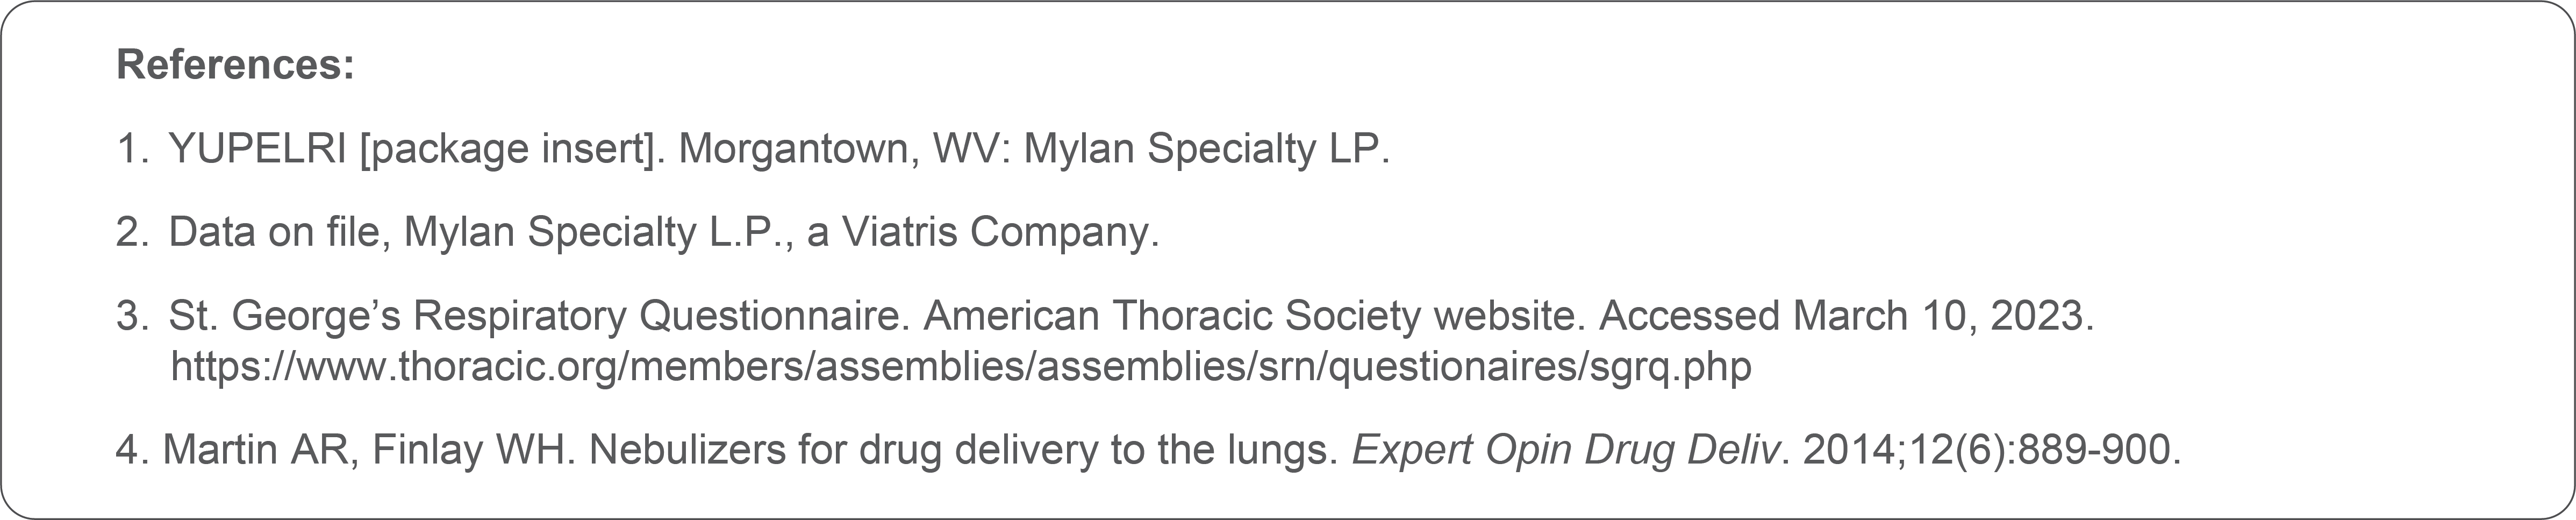 References:
1. YUPELRI [package insert]. Morgantown, WV: Mylan Specialty LP.
2. Data on file, Mylan Specialty L.P., a Viatris Company.
3. St. George’s Respiratory Questionnaire. American Thoracic Society website. Accessed March 10, 2023.
https://www.thoracic.org/members/assemblies/assemblies/srn/questionaires/sgrq.php
4. Martin AR, Finlay WH. Nebulizers for drug delivery to the lungs. Expert Opin Drug Deliv. 2014;12(6):889-900.